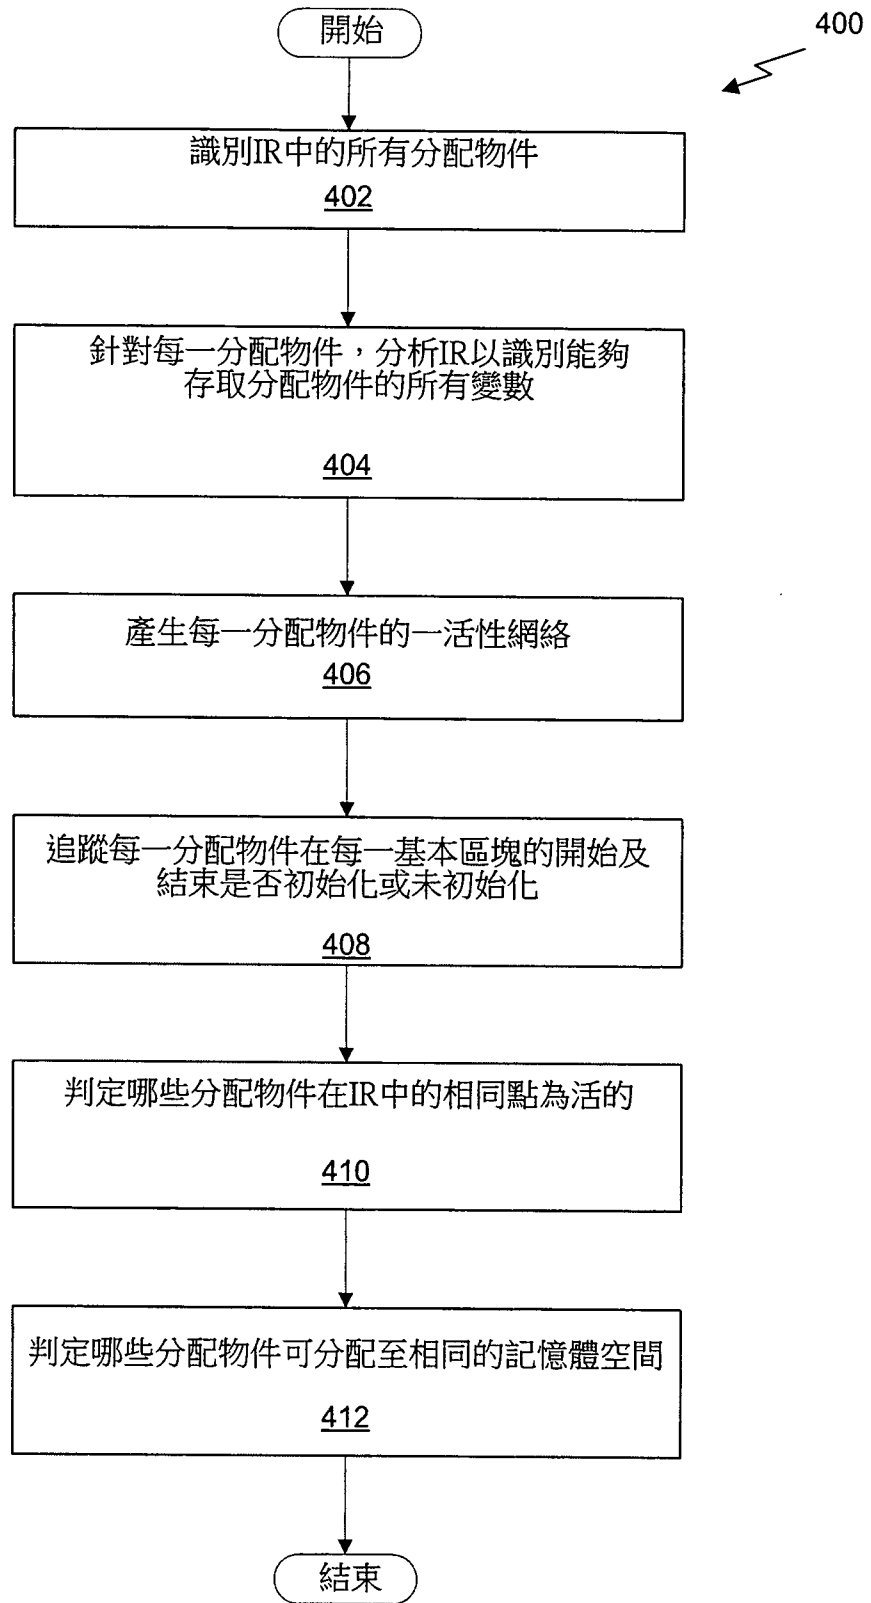 開始
400
識別IR中的所有分配物件
402
針對每一分配物件，分析IR以識別能夠
存取分配物件的所有變數
404
產生每一分配物件的一活性網絡
406
追蹤每一分配物件在每一基本區塊的開始及
結束是否初始化或未初始化
408
判定哪些分配物件在IR中的相同點為活的
410
判定哪些分配物件可分配至相同的記憶體空間
412
結束